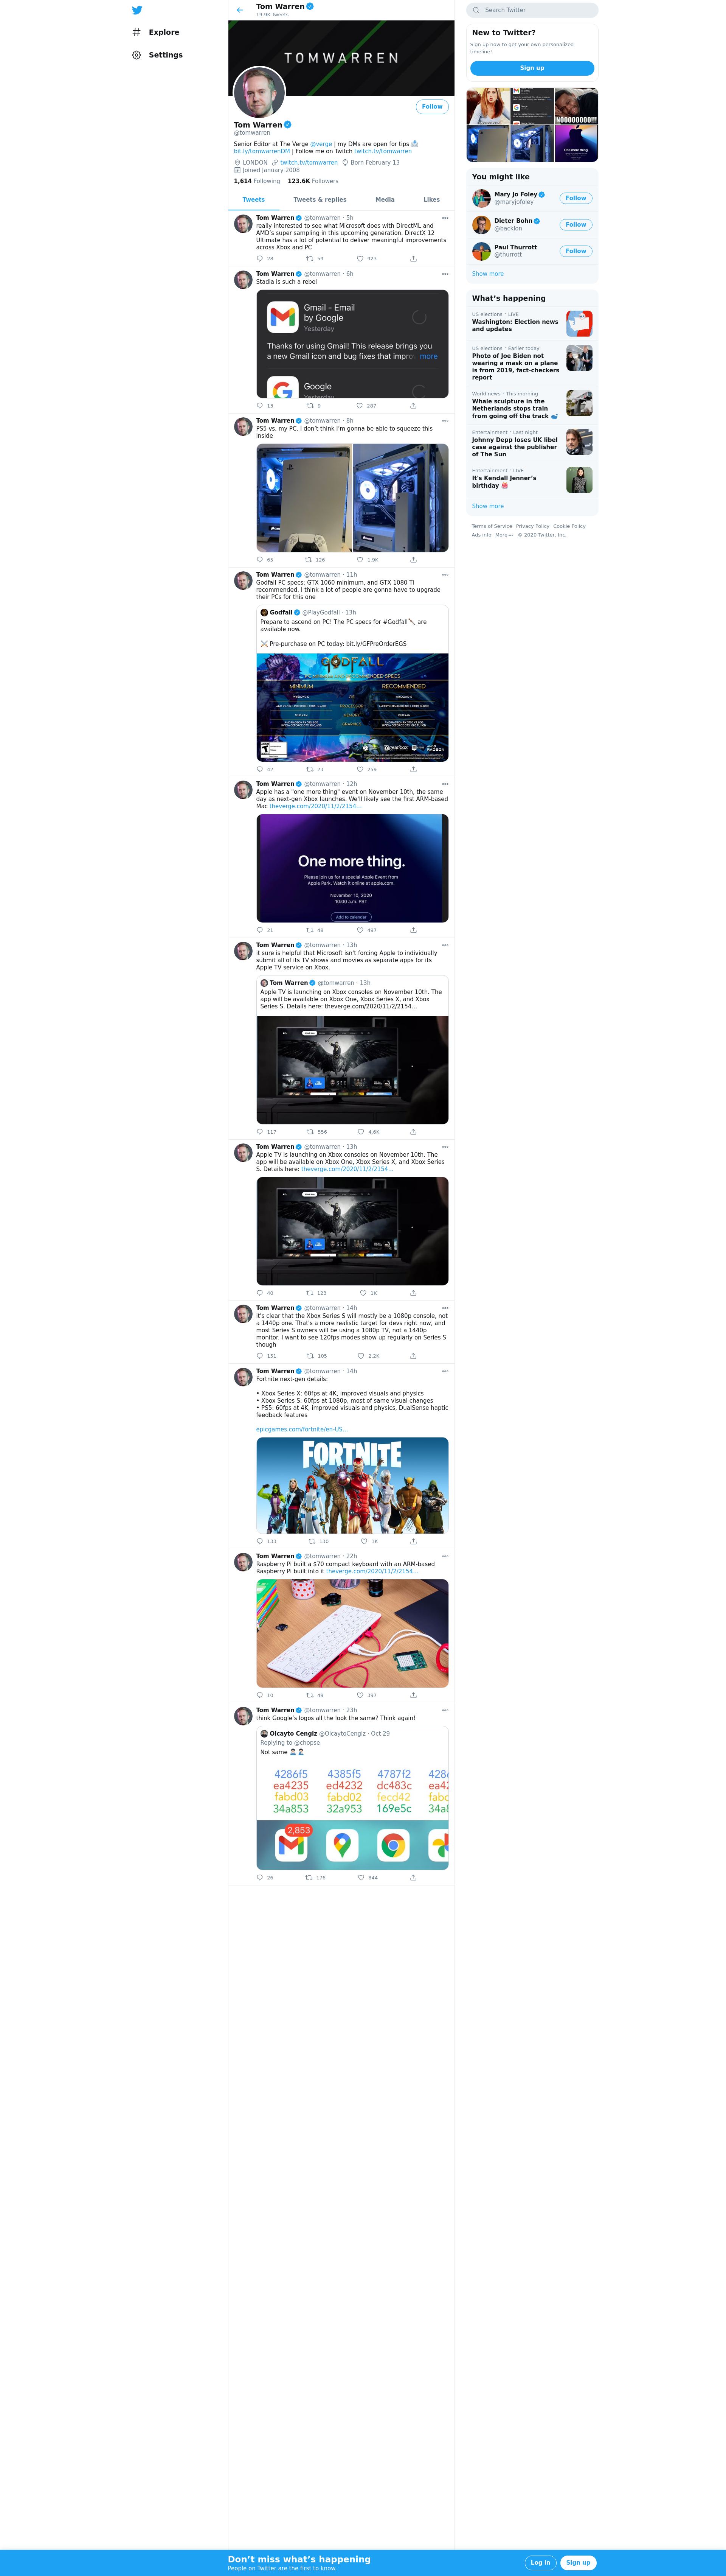 Explore
Settings
Tom Warren
19.9K Tweets
TOMWARREN
Follow
Tom Warren
@tomwarren
Senior Editor at The Verge @verge | my DMs are open for tips 📩
bit.ly/tomwarrenDM | Follow me on Twitch twitch.tv/tomwarren
LONDON twitch.tv/tomwarren Born February 13
Joined January 2008
1,614 Following 123.6K Followers
Tweets Tweets & replies Media Likes
Tom Warren @tomwarren · 5h
really interested to see what Microsoft does with DirectML and
AMD's super sampling in this upcoming generation. DirectX 12
Ultimate has a lot of potential to deliver meaningful improvements
across Xbox and PC
28 59 923
Tom Warren @tomwarren · 6h
Stadia is such a rebel
Gmail - Email
by Google
Yesterday
Thanks for using Gmail! This release brings you
a new Gmail icon and bug fixes that impro more
Google
Yesterday
13 9 287
Tom Warren @tomwarren · 8h
PS5 vs. my PC. I don't think I'm gonna be able to squeeze this
inside
65 126 1.9K
Tom Warren @tomwarren · 11h
Godfall PC specs: GTX 1060 minimum, and GTX 1080 Ti
recommended. I think a lot of people are gonna have to upgrade
their PCs for this one
Godfall @PlayGodfall · 13h
Prepare to ascend on PC! The PC specs for #Godfall are
available now.
⚔️ Pre-purchase on PC today: bit.ly/GFPreOrderEGS
GODFALL
MINIMUM RECOMMENDED
PROCESSOR
MEMORY
GRAPHICS
42 23 259
Tom Warren @tomwarren · 12h
Apple has a "one more thing" event on November 10th, the same
day as next-gen Xbox launches. We'll likely see the first ARM-based
Mac theverge.com/2020/11/2/2154…
One more thing.
Please join us for a special Apple Event from
Apple Park. Watch it online at apple.com.
November 10, 2020
10:00 a.m. PST
Add to calendar
21 48 497
Tom Warren @tomwarren · 13h
it sure is helpful that Microsoft isn't forcing Apple to individually
submit all of its TV shows and movies as separate apps for its
Apple TV service on Xbox.
Tom Warren @tomwarren · 13h
Apple TV is launching on Xbox consoles on November 10th. The
app will be available on Xbox One, Xbox Series X, and Xbox
Series S. Details here: theverge.com/2020/11/2/2154…
117 556 4.6K
Tom Warren @tomwarren · 13h
Apple TV is launching on Xbox consoles on November 10th. The
app will be available on Xbox One, Xbox Series X, and Xbox Series
S. Details here: theverge.com/2020/11/2/2154…
40 123 1K
Tom Warren @tomwarren · 14h
it's clear that the Xbox Series S will mostly be a 1080p console, not
a 1440p one. That's a more realistic target for devs right now, and
most Series S owners will be using a 1080p TV, not a 1440p
monitor. I want to see 120fps modes show up regularly on Series S
though
151 105 2.2K
Tom Warren @tomwarren · 14h
Fortnite next-gen details:
• Xbox Series X: 60fps at 4K, improved visuals and physics
• Xbox Series S: 60fps at 1080p, most of same visual changes
• PS5: 60fps at 4K, improved visuals and physics, DualSense haptic
feedback features
epicgames.com/fortnite/en-US…
FORTNITE
133 130 1K
Tom Warren @tomwarren · 22h
Raspberry Pi built a $70 compact keyboard with an ARM-based
Raspberry Pi built into it theverge.com/2020/11/2/2154…
10 49 397
Tom Warren @tomwarren · 23h
think Google's logos all the look the same? Think again!
Olcayto Cengiz @OlcaytoCengiz · Oct 29
Replying to @chopse
Not same
4286f5 4385f5 4787f2 428
ea4235 ed4232 dc483c ea4
fabd03 fabd02 fecd42 fab
34a853 32a953 169e5c 34a8
2,853
26 176 844
Search Twitter
New to Twitter?
Sign up now to get your own personalized
timeline!
Sign up
NOOOOOOOO!!!
One more thing.
You might like
Mary Jo Foley
@maryjofoley
Follow
Dieter Bohn
@backlon
Follow
Paul Thurrott
@thurrott
Follow
Show more
What's happening
US elections · LIVE
Washington: Election news
and updates
US elections · Earlier today
Photo of Joe Biden not
wearing a mask on a plane
is from 2019, fact-checkers
report
World news · This morning
Whale sculpture in the
Netherlands stops train
from going off the track 🐋
Entertainment · Last night
Johnny Depp loses UK libel
case against the publisher
of The Sun
Entertainment · LIVE
It's Kendall Jenner's
birthday 🎂
Show more
Terms of Service Privacy Policy Cookie Policy
Ads info More © 2020 Twitter, Inc.
Don't miss what's happening
People on Twitter are the first to know.
Log in Sign up